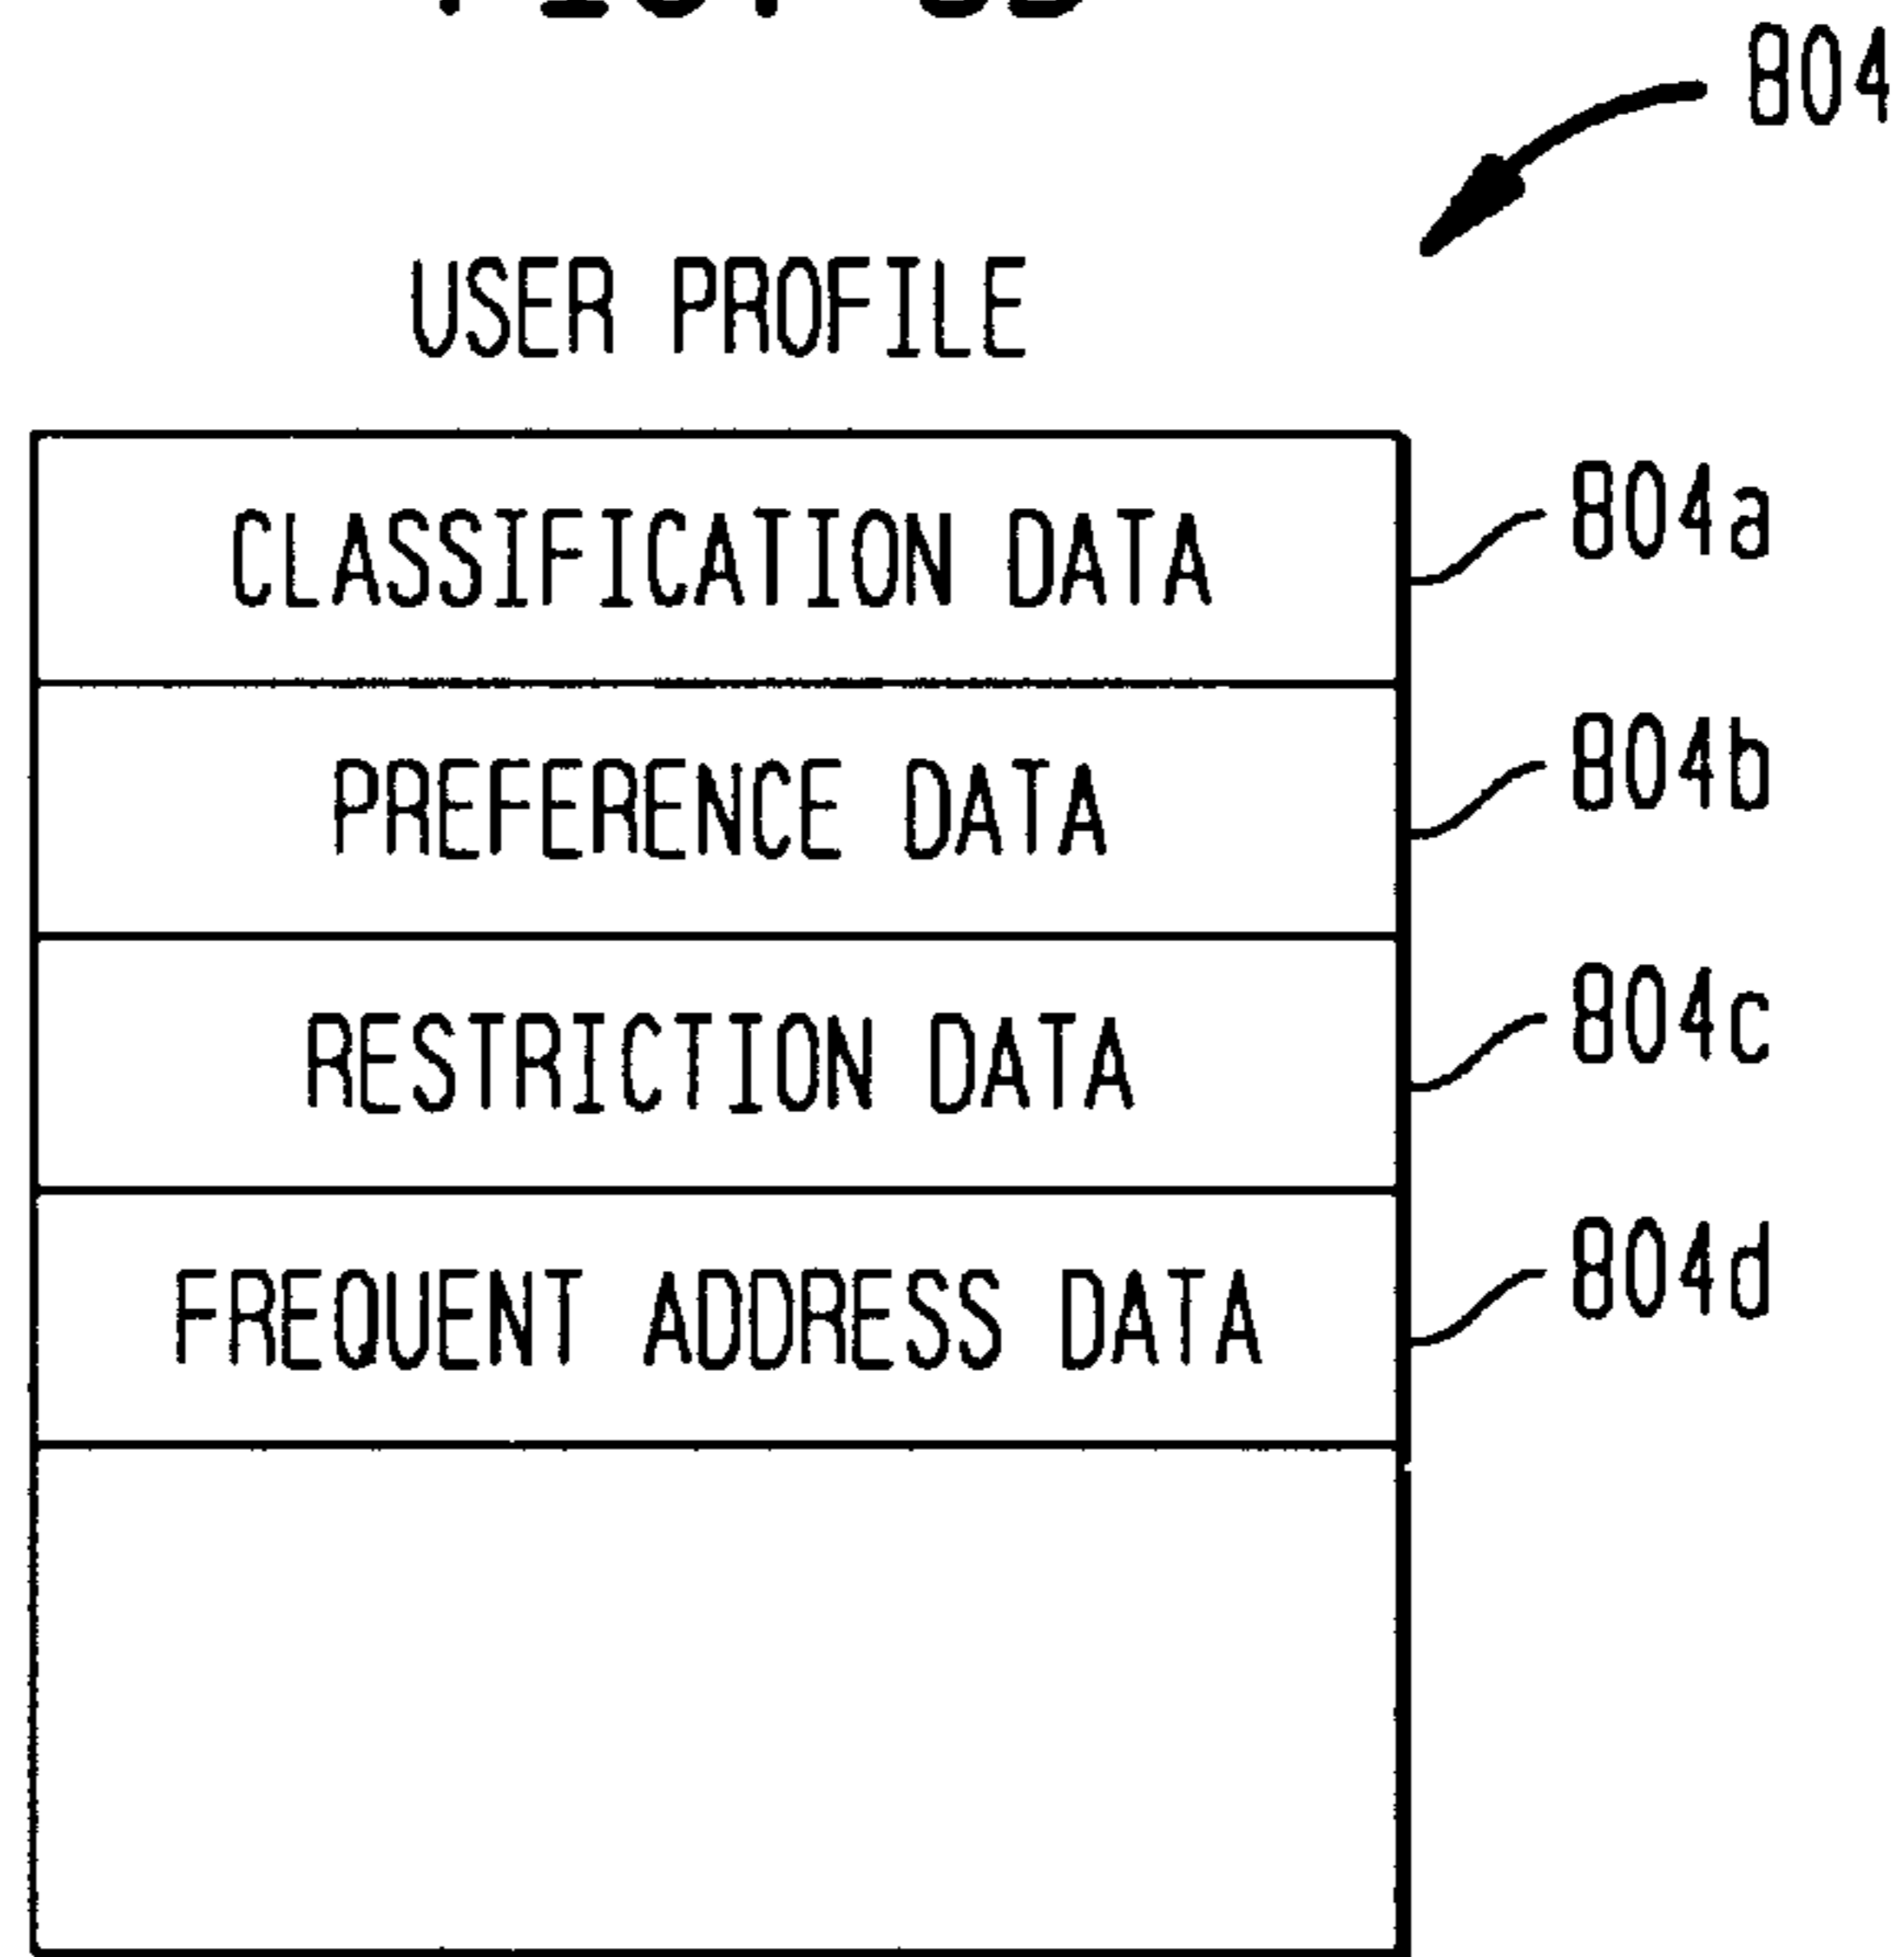 804
USER PROFILE
CLASSIFICATION DATA 804a
PREFERENCE DATA 804b
RESTRICTION DATA 804c
FREQUENT ADDRESS DATA 804d